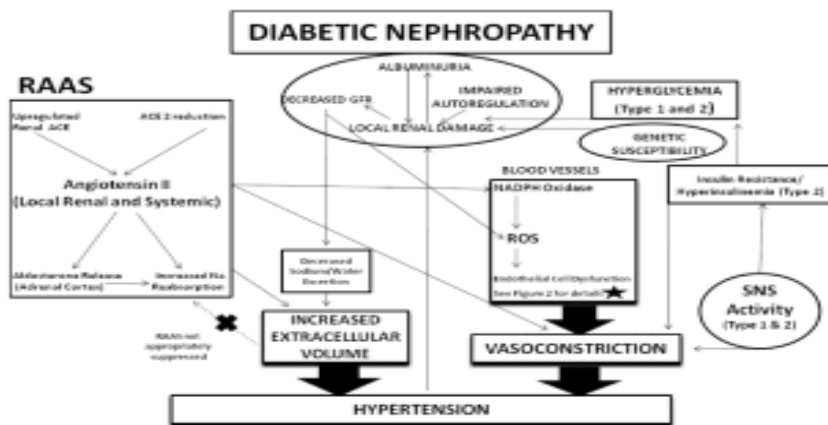 DIABETIC NEPHROPATHY
RAAS
Upregulated
Renal ACE
ACE 2 reduction
Angiotensin II
(Local Renal and Systemic)
Aldosterone Release
(Adrenal Cortex)
Increased Na
Reabsorption
RAAS not
appropriately
suppressed
ALBUMINURIA
DECREASED GFR
IMPAIRED
AUTOREGULATION
LOCAL RENAL DAMAGE
HYPERGLYCEMIA
(Type 1 and 2)
GENETIC
SUSCEPTIBILITY
BLOOD VESSELS
NADPH Oxidase
ROS
Endothelial Cell Dysfunction
See Figure 2 for details
Insulin Resistance/
Hyperinsulinemia (Type 2)
SNS
Activity
(Type 1 & 2)
Decreased
Sodium/Water
Excretion
INCREASED
EXTRACELLULAR
VOLUME
VASOCONSTRICTION
HYPERTENSION